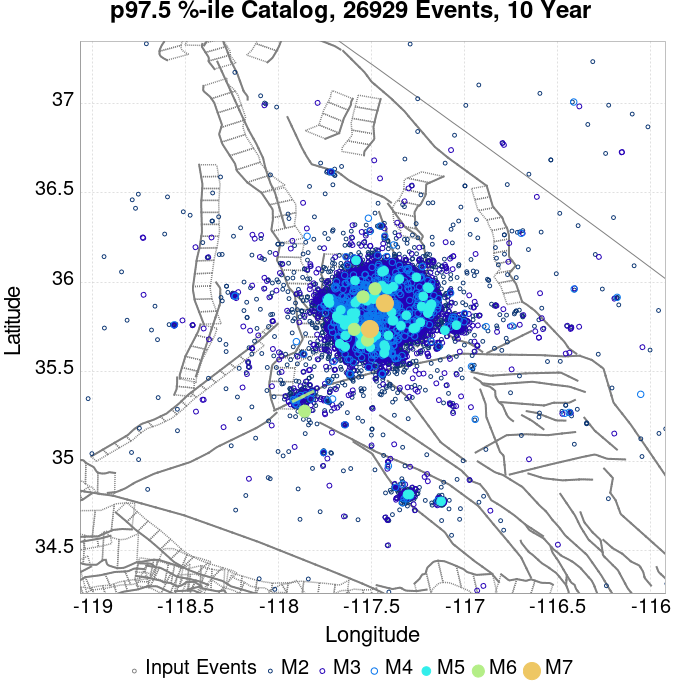 p97.5 %-ile Catalog, 26929 Events, 10 Year
37
36.5
36
35.5
35
34.5
Latitude
-119 -118.5 -118 -117.5 -117 -116.5 -116
Longitude
Input Events M2 M3 M4 M5 M6 M7